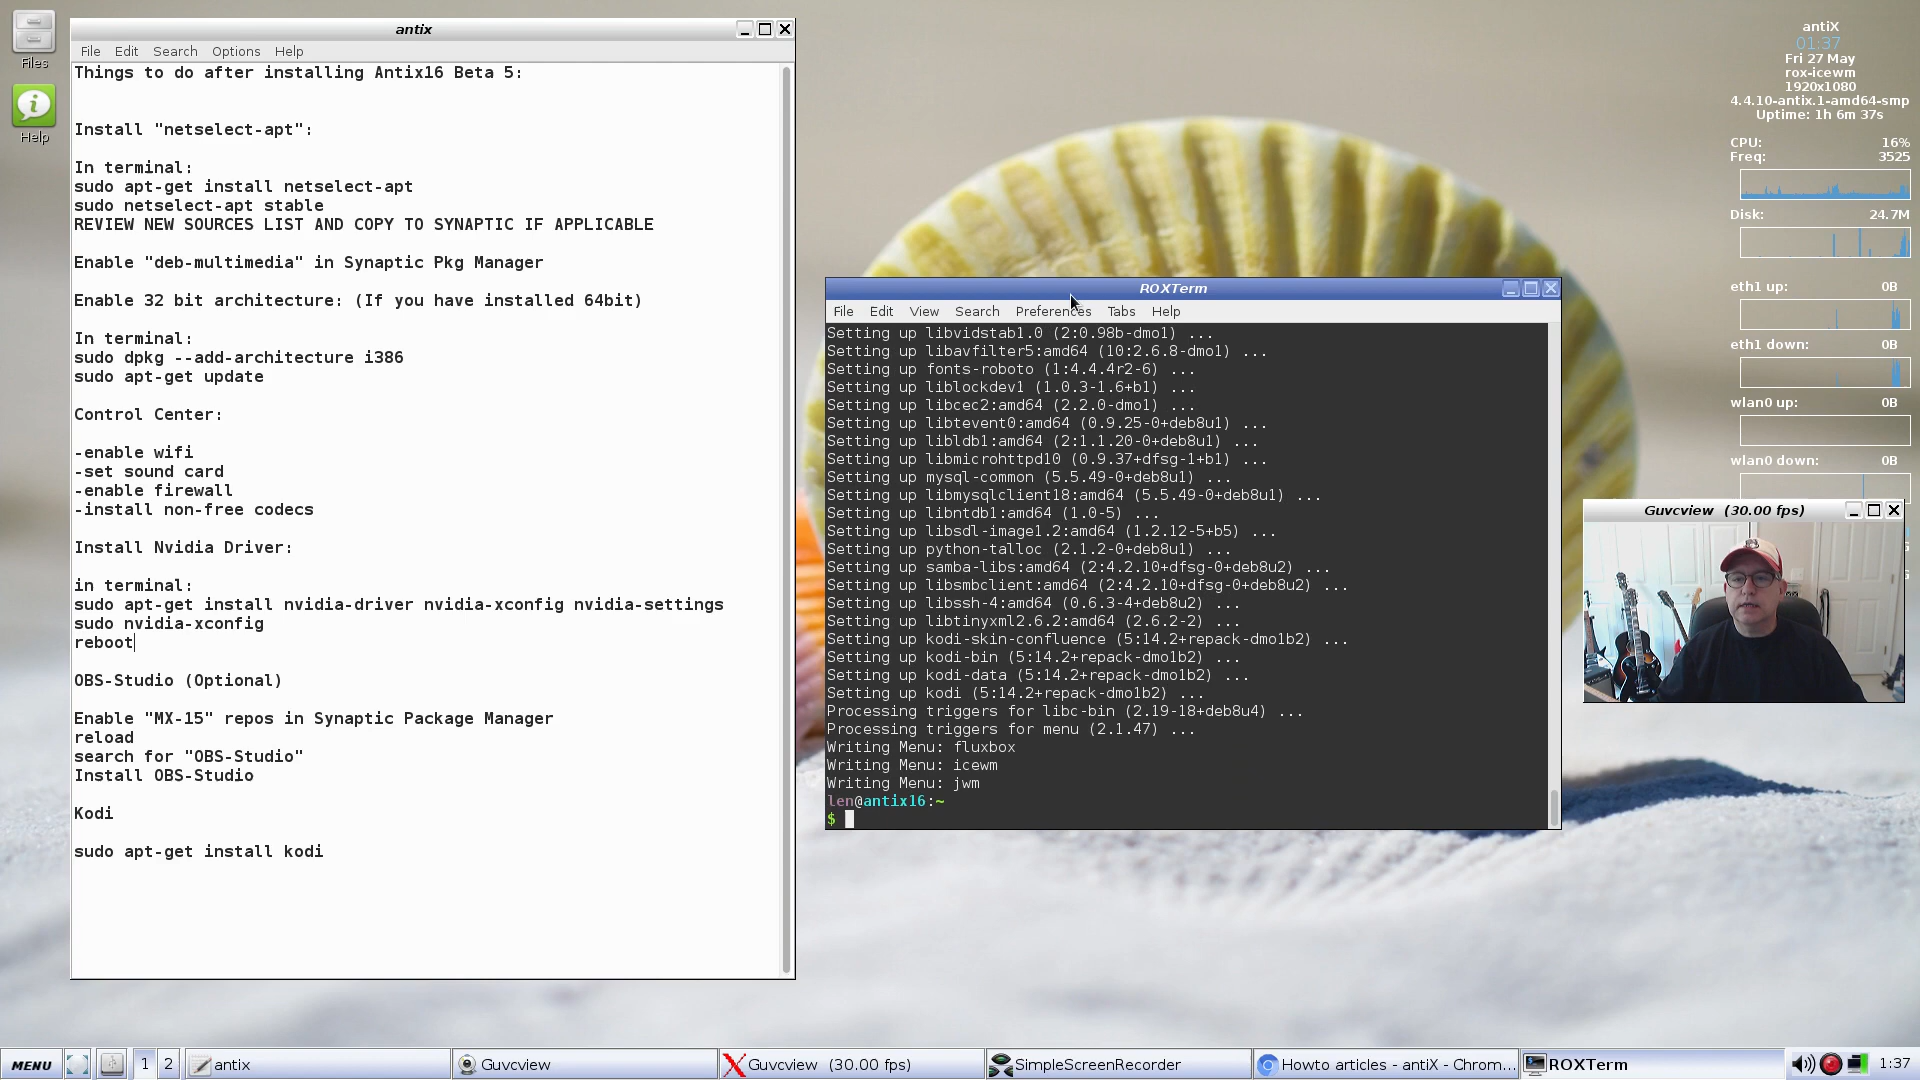 Files
Help
antix
File Edit Search Options Help
Things to do after installing Antix16 Beta 5:
Install "netselect-apt":
In terminal:
sudo apt-get install netselect-apt
sudo netselect-apt stable
REVIEW NEW SOURCES LIST AND COPY TO SYNAPTIC IF APPLICABLE
Enable "deb-multimedia" in Synaptic Pkg Manager
Enable 32 bit architecture: (If you have installed 64bit)
In terminal:
sudo dpkg --add-architecture i386
sudo apt-get update
Control Center:
-enable wifi
-set sound card
-enable firewall
-install non-free codecs
Install Nvidia Driver:
in terminal:
sudo apt-get install nvidia-driver nvidia-xconfig nvidia-settings
sudo nvidia-xconfig
reboot
OBS-Studio (Optional)
Enable "MX-15" repos in Synaptic Package Manager
reload
search for "OBS-Studio"
Install OBS-Studio
Kodi
sudo apt-get install kodi
ROXTerm
File Edit View Search Preferences Tabs Help
Setting up libvidstab1.0 (2:0.98b-dmo1) ...
Setting up libavfilter5:amd64 (10:2.6.8-dmo1) ...
Setting up fonts-roboto (1:4.4.4r2-6) ...
Setting up liblockdev1 (1.0.3-1.6+b1) ...
Setting up libcec2:amd64 (2.2.0-dmo1) ...
Setting up libtevent0:amd64 (0.9.25-0+deb8u1) ...
Setting up libldb1:amd64 (2:1.1.20-0+deb8u1) ...
Setting up libmicrohttpd10 (0.9.37+dfsg-1+b1) ...
Setting up mysql-common (5.5.49-0+deb8u1) ...
Setting up libmysqlclient18:amd64 (5.5.49-0+deb8u1) ...
Setting up libntdb1:amd64 (1.0-5) ...
Setting up libsdl-image1.2:amd64 (1.2.12-5+b5) ...
Setting up python-talloc (2.1.2-0+deb8u1) ...
Setting up samba-libs:amd64 (2:4.2.10+dfsg-0+deb8u2) ...
Setting up libsmbclient:amd64 (2:4.2.10+dfsg-0+deb8u2) ...
Setting up libssh-4:amd64 (0.6.3-4+deb8u2) ...
Setting up libtinyxml2.6.2:amd64 (2.6.2-2) ...
Setting up kodi-skin-confluence (5:14.2+repack-dmo1b2) ...
Setting up kodi-bin (5:14.2+repack-dmo1b2) ...
Setting up kodi-data (5:14.2+repack-dmo1b2) ...
Setting up kodi (5:14.2+repack-dmo1b2) ...
Processing triggers for libc-bin (2.19-18+deb8u4) ...
Processing triggers for menu (2.1.47) ...
Writing Menu: fluxbox
Writing Menu: icewm
Writing Menu: jwm
len@antix16:~
$
antiX
01:37
Fri 27 May
rox-icewm
1920x1080
4.4.10-antix.1-amd64-smp
Uptime: 1h 6m 37s
CPU: 16%
Freq: 3525
Disk: 24.7M
eth1 up: 0B
eth1 down: 0B
wlan0 up: 0B
wlan0 down: 0B
Guvcview (30.00 fps)
MENU 1 2 antix Guvcview Guvcview (30.00 fps) SimpleScreenRecorder Howto articles - antiX - Chrom... ROXTerm 1:37